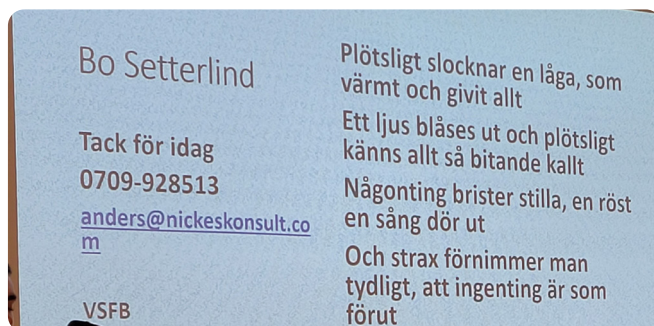 Bo Setterlind
Tack för idag
0709-928513
anders@nickeskonsult.co
m
VSFB
Plötsligt slocknar en låga, som
värmt och givit allt
Ett ljus blåses ut och plötsligt
känns allt så bitande kallt
Någonting brister stilla, en röst
en sång dör ut
Och strax förnimmer man
tydligt, att ingenting är som
förut